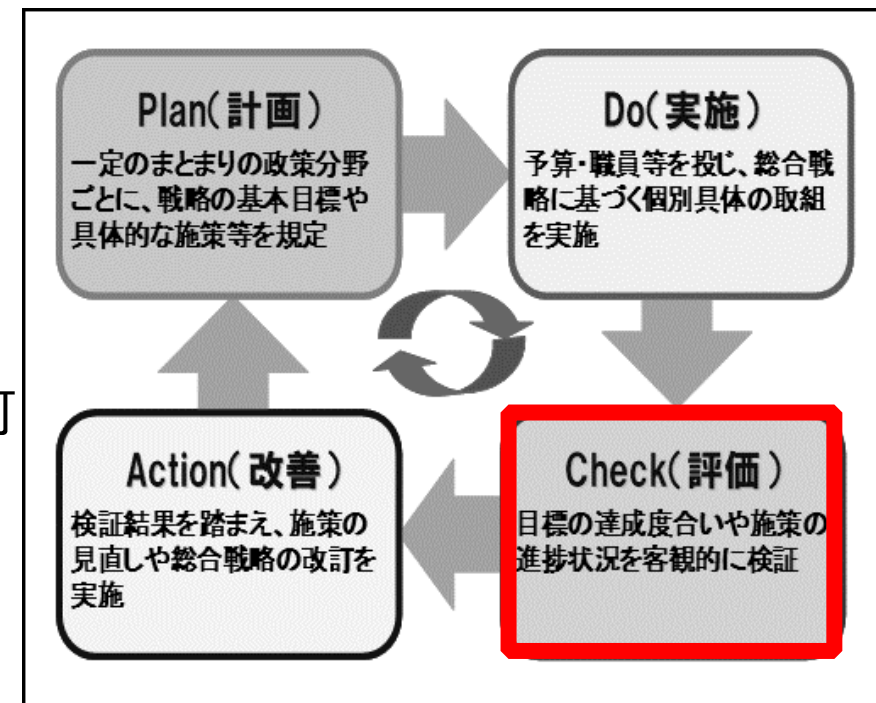 Plan(計画)
一定のまとまりの政策分野
ごとに、戦略の基本目標や
具体的な施策等を規定
Do(実施)
予算・職員等を投じ、総合戦
略に基づく個別具体の取組
を実施
Action(改善)
検証結果を踏まえ、施策の
見直しや総合戦略の改訂を
実施
Check(評価)
目標の達成度合いや施策の
進捗状況を客観的に検証